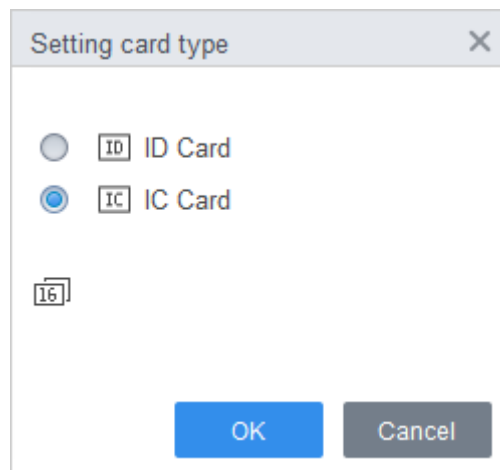 Setting card type
ID ID Card
IC IC Card
16
OK Cancel